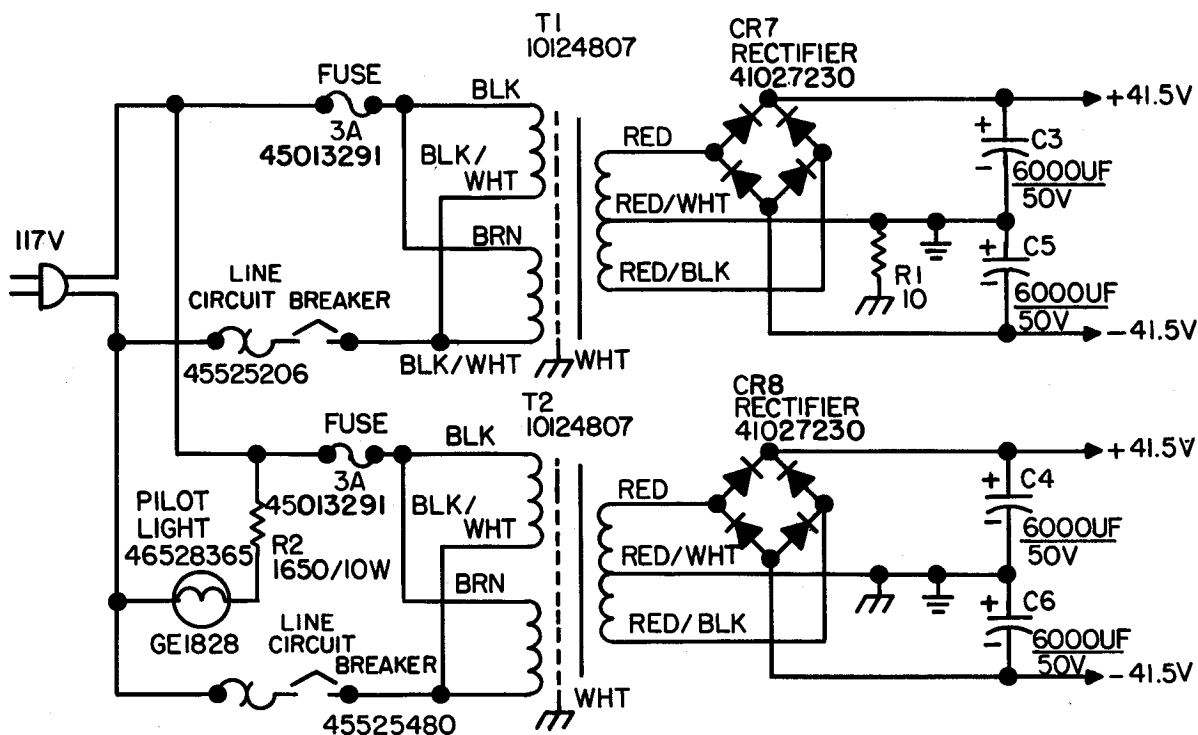 T1
10124807
CR7
RECTIFIER
41027230
FUSE
3A
45013291
BLK
BLK/
WHT
BRN
BLK/WHT
RED
RED/WHT
RED/BLK
WHT
+41.5V
+
C3
-
6000UF
50V
+
C5
-
6000UF
50V
-41.5V
R1
10
117V
LINE
CIRCUIT BREAKER
45525206
T2
10124807
CR8
RECTIFIER
41027230
FUSE
3A
45013291
BLK
BLK/
WHT
BRN
PILOT
LIGHT
46528365
R2
1650/10W
GE1828
LINE
CIRCUIT
BREAKER
45525480
RED
RED/WHT
RED/BLK
WHT
+41.5V
+
C4
-
6000UF
50V
+
C6
-
6000UF
50V
-41.5V